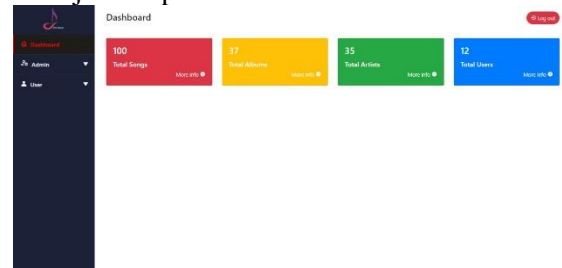 Dashboard
Log out
Dashboard
Admin
User
100
Total Songs
More info
37
Total Albums
More info
35
Total Artists
More info
12
Total Users
More info